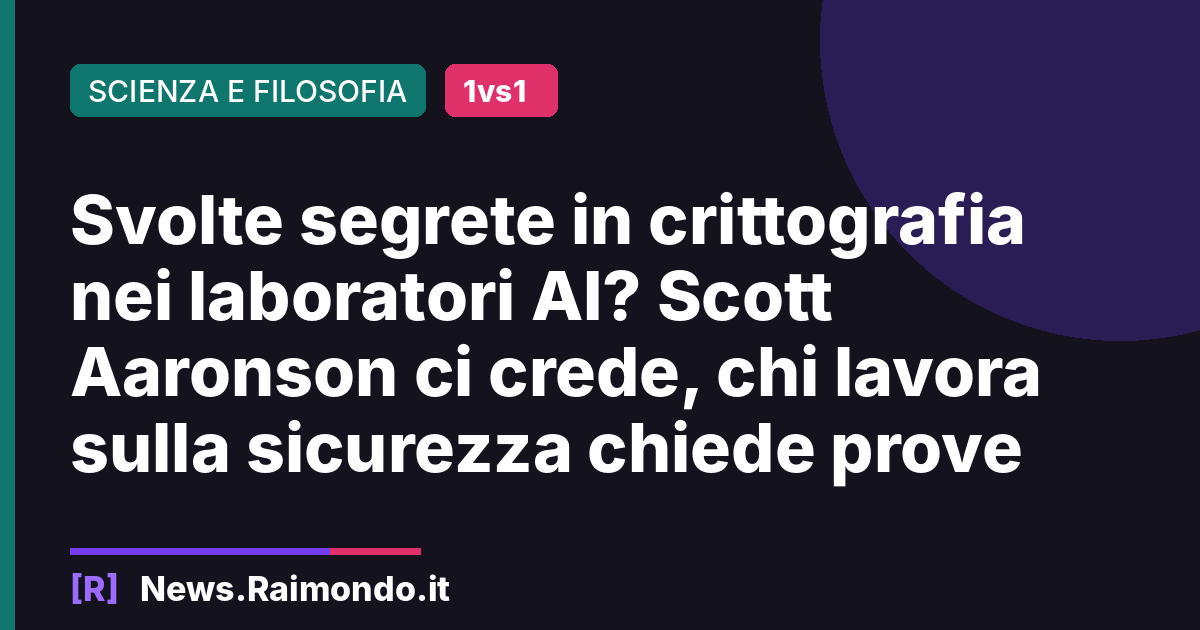 SCIENZA E FILOSOFIA 1vs1
Svolte segrete in crittografia
nei laboratori AI? Scott
Aaronson ci crede, chi lavora
sulla sicurezza chiede prove
[R] News.Raimondo.it